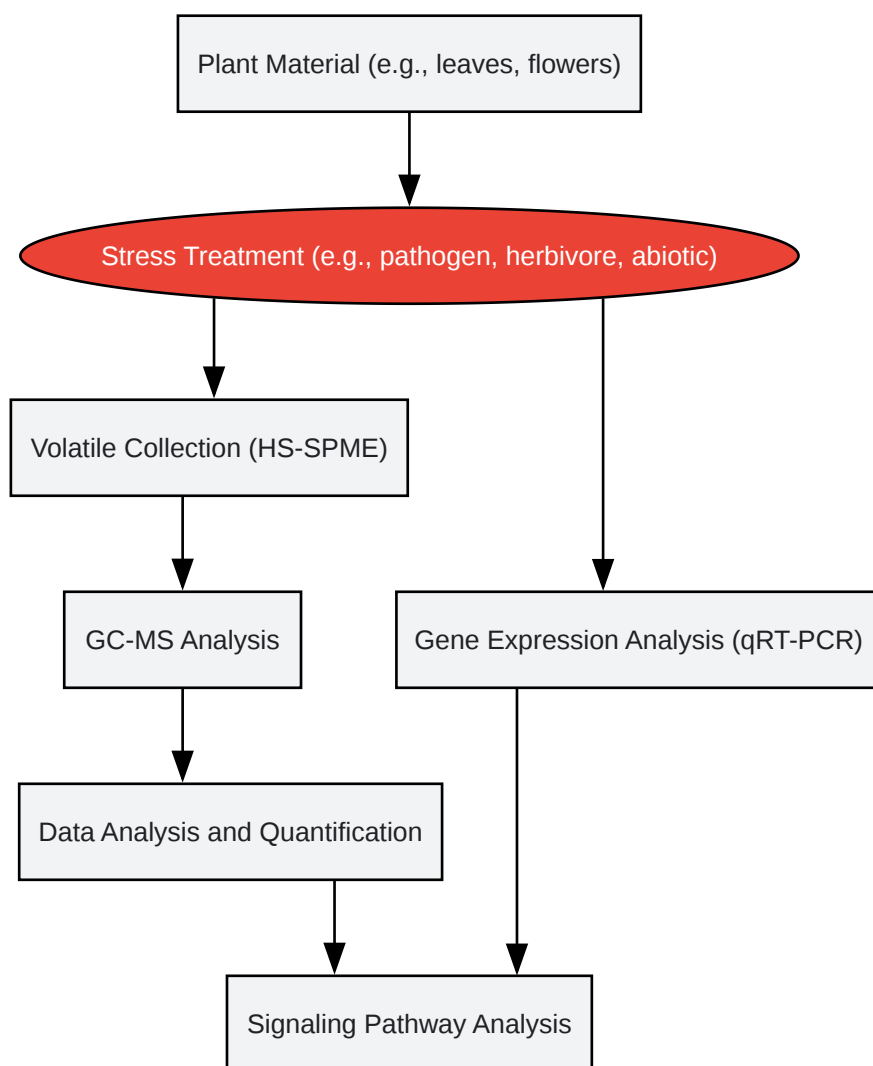 Plant Material (e.g., leaves, flowers)
Stress Treatment (e.g., pathogen, herbivore, abiotic)
Volatile Collection (HS-SPME)
GC-MS Analysis
Gene Expression Analysis (qRT-PCR)
Data Analysis and Quantification
Signaling Pathway Analysis